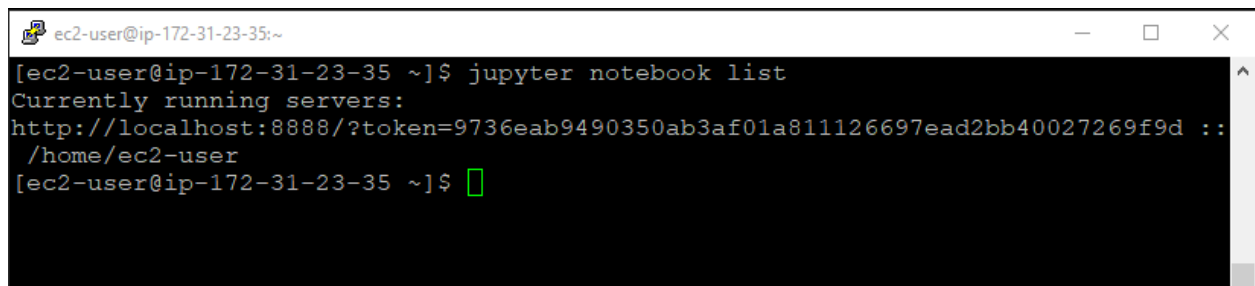 ec2-user@ip-172-31-23-35:~
[ec2-user@ip-172-31-23-35 ~]$ jupyter notebook list
Currently running servers:
http://localhost:8888/?token=9736eab9490350ab3af01a811126697ead2bb40027269f9d ::
/home/ec2-user
[ec2-user@ip-172-31-23-35 ~]$